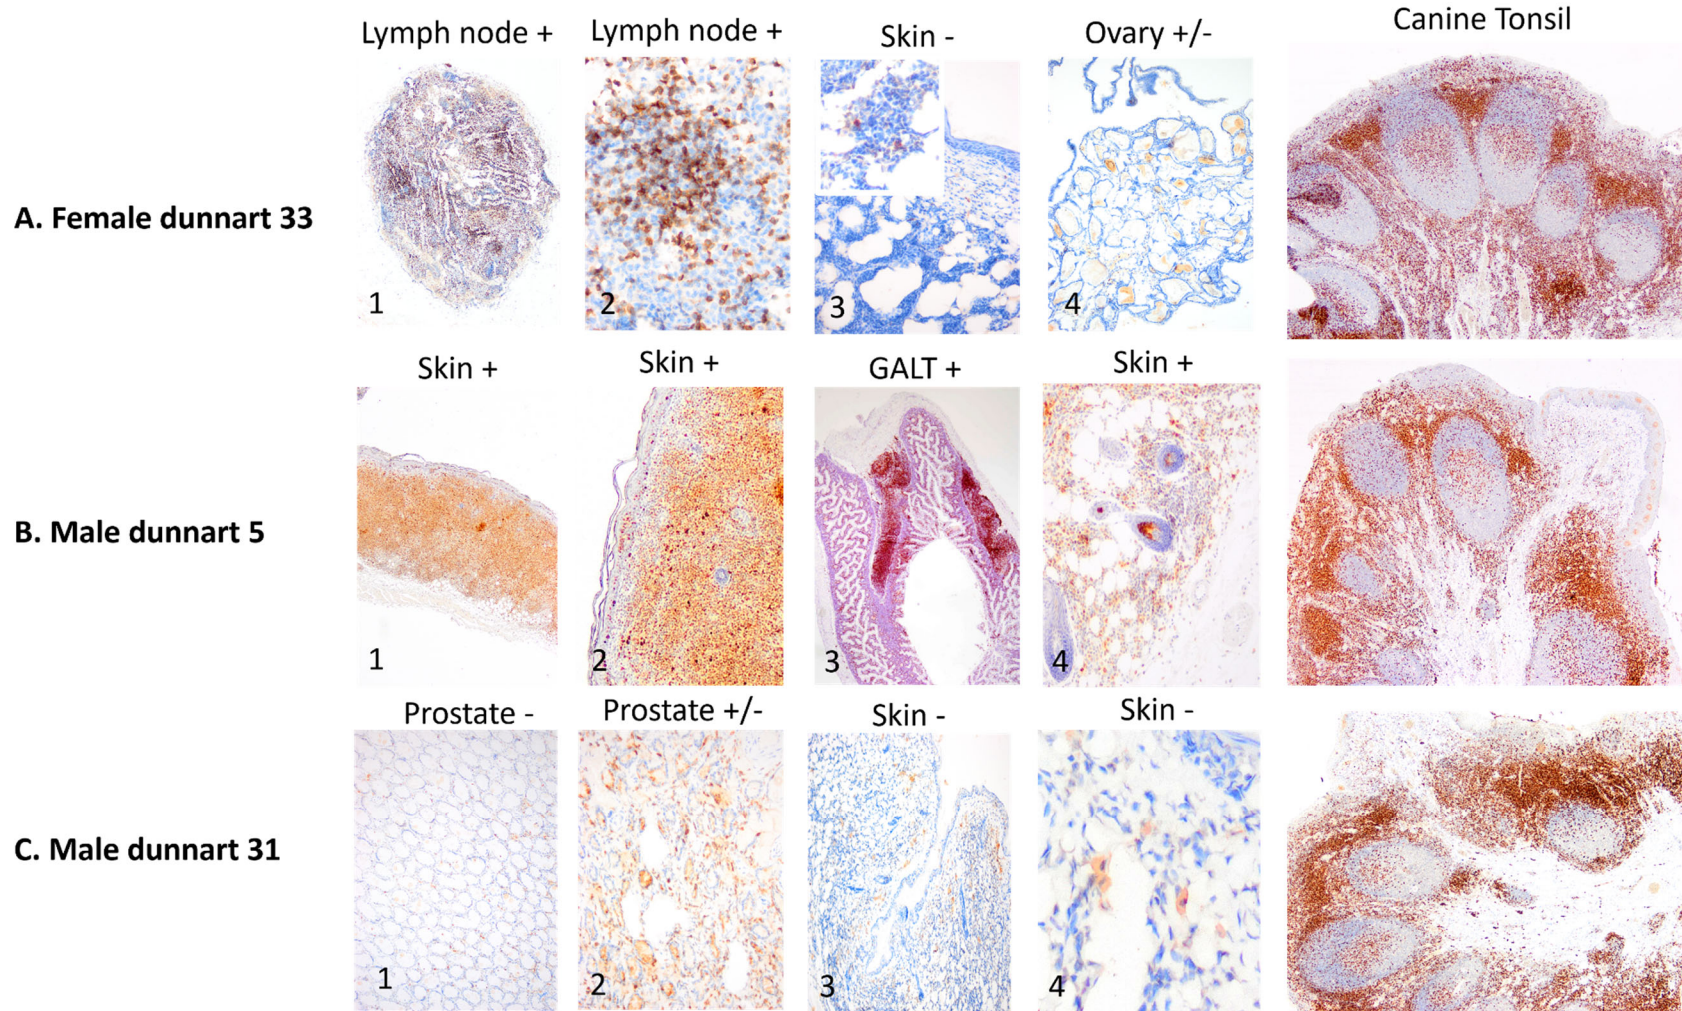 Lymph node +
Lymph node +
Skin -
Ovary +/-
Canine Tonsil
A. Female dunnart 33
1
2
3
4
Skin +
Skin +
GALT +
Skin +
B. Male dunnart 5
1
2
3
4
Prostate -
Prostate +/-
Skin -
Skin -
C. Male dunnart 31
1
2
3
4